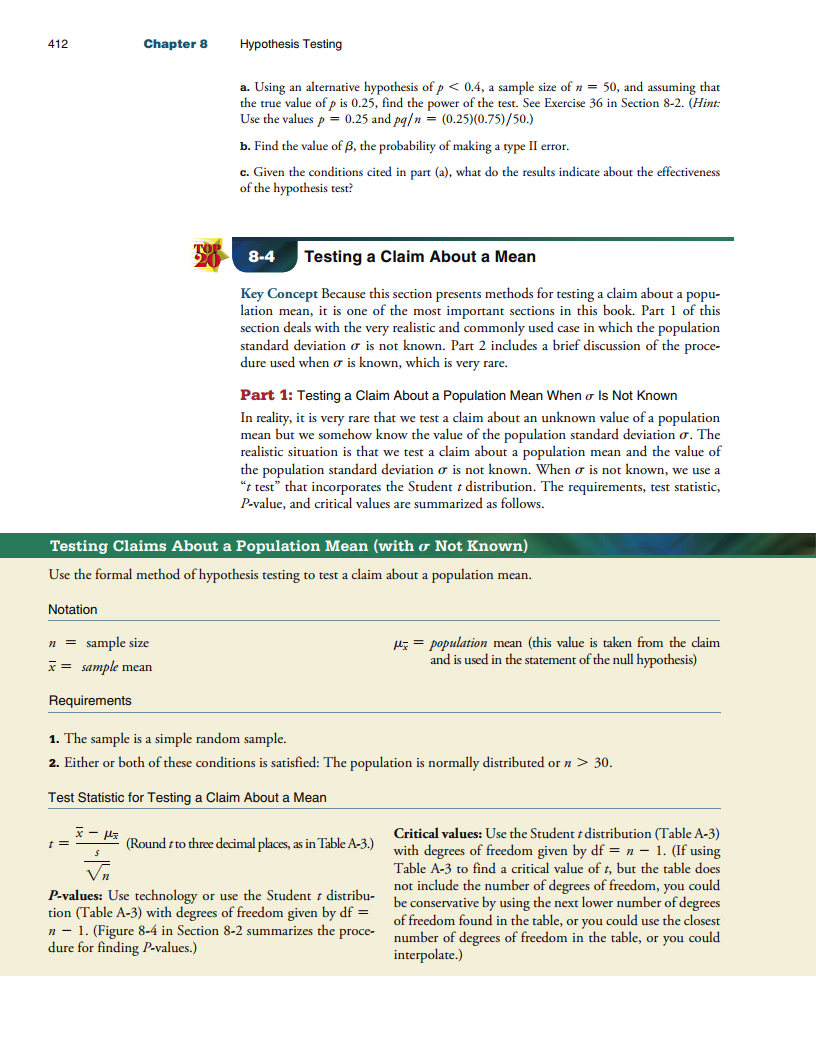 412 Chapter 8 Hypothesis Testing
a. Using an alternative hypothesis of p < 0.4, a sample size of n = 50, and assuming that
the true value of p is 0.25, find the power of the test. See Exercise 36 in Section 8-2. (Hint:
Use the values p = 0.25 and pq/n = (0.25)(0.75)/50.)
b. Find the value of β, the probability of making a type II error.
c. Given the conditions cited in part (a), what do the results indicate about the effectiveness
of the hypothesis test?
TOP
20
8-4 Testing a Claim About a Mean
Key Concept Because this section presents methods for testing a claim about a popu-
lation mean, it is one of the most important sections in this book. Part 1 of this
section deals with the very realistic and commonly used case in which the population
standard deviation σ is not known. Part 2 includes a brief discussion of the proce-
dure used when σ is known, which is very rare.
Part 1: Testing a Claim About a Population Mean When σ Is Not Known
In reality, it is very rare that we test a claim about an unknown value of a population
mean but we somehow know the value of the population standard deviation σ. The
realistic situation is that we test a claim about a population mean and the value of
the population standard deviation σ is not known. When σ is not known, we use a
“t test” that incorporates the Student t distribution. The requirements, test statistic,
P-value, and critical values are summarized as follows.
Testing Claims About a Population Mean (with σ Not Known)
Use the formal method of hypothesis testing to test a claim about a population mean.
Notation
n = sample size
x̄ = sample mean
μx̄ = population mean (this value is taken from the claim
and is used in the statement of the null hypothesis)
Requirements
1. The sample is a simple random sample.
2. Either or both of these conditions is satisfied: The population is normally distributed or n > 30.
Test Statistic for Testing a Claim About a Mean
x̄ − μx̄
t = (Round t to three decimal places, as in Table A-3.)
s
√n
P-values: Use technology or use the Student t distribu-
tion (Table A-3) with degrees of freedom given by df =
n − 1. (Figure 8-4 in Section 8-2 summarizes the proce-
dure for finding P-values.)
Critical values: Use the Student t distribution (Table A-3)
with degrees of freedom given by df = n − 1. (If using
Table A-3 to find a critical value of t, but the table does
not include the number of degrees of freedom, you could
be conservative by using the next lower number of degrees
of freedom found in the table, or you could use the closest
number of degrees of freedom in the table, or you could
interpolate.)